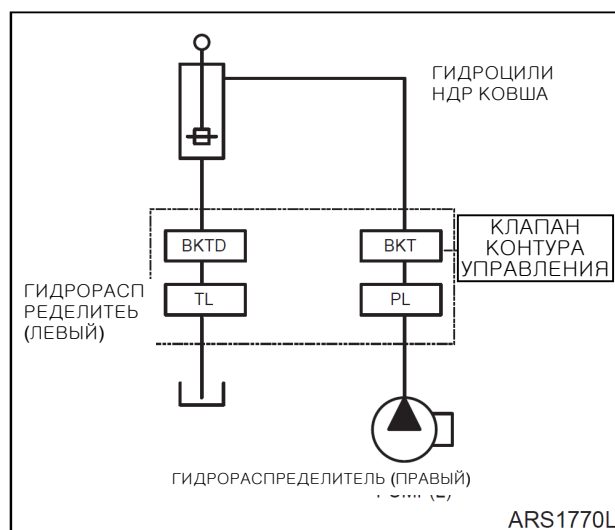 ГИДРОЦИЛИ
НДР КОВША
BKTD
BKT
КЛАПАН
КОНТУРА
УПРАВЛЕНИЯ
TL
PL
ГИДРОРАСП
РЕДЕЛИТЕЬ
(ЛЕВЫЙ)
ГИДРОРАСПРЕДЕЛИТЕЛЬ (ПРАВЫЙ)
ARS1770L